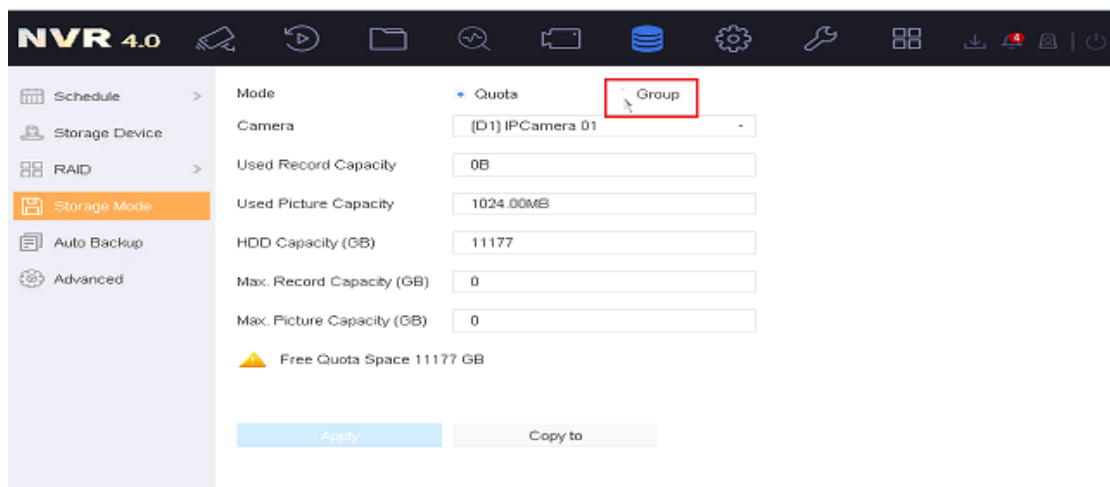 NVR 4.0
4
Schedule >
Storage Device
RAID >
Storage Mode
Auto Backup
Advanced
Mode Quota Group
Camera [D1] IPCamera 01
Used Record Capacity 0B
Used Picture Capacity 1024.00MB
HDD Capacity (GB) 11177
Max. Record Capacity (GB) 0
Max. Picture Capacity (GB) 0
Free Quota Space 11177 GB
Apply Copy to